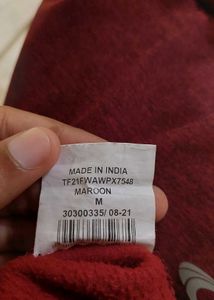 MADE IN INDIA
TF21FWAWPX7548
MAROON
M
30300335/ 08-21